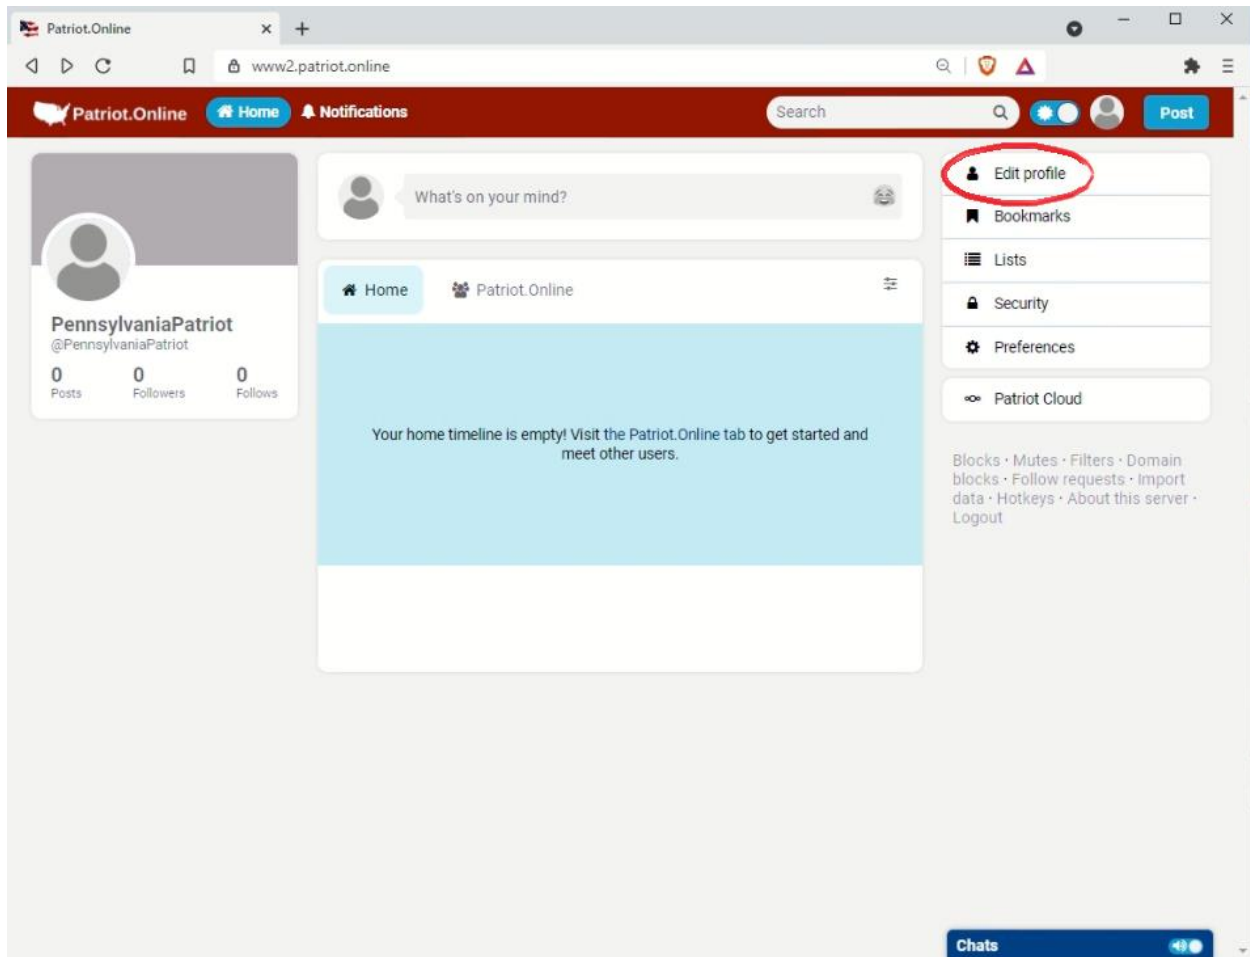 Patriot.Online
www2.patriot.online
Patriot.Online Home Notifications Search Post
Edit profile
What's on your mind?
Bookmarks
Lists
Home Patriot.Online
Security
PennsylvaniaPatriot
@PennsylvaniaPatriot
Preferences
0 0 0
Posts Followers Follows
Patriot Cloud
Your home timeline is empty! Visit the Patriot.Online tab to get started and
meet other users.
Blocks · Mutes · Filters · Domain
blocks · Follow requests · Import
data · Hotkeys · About this server ·
Logout
Chats